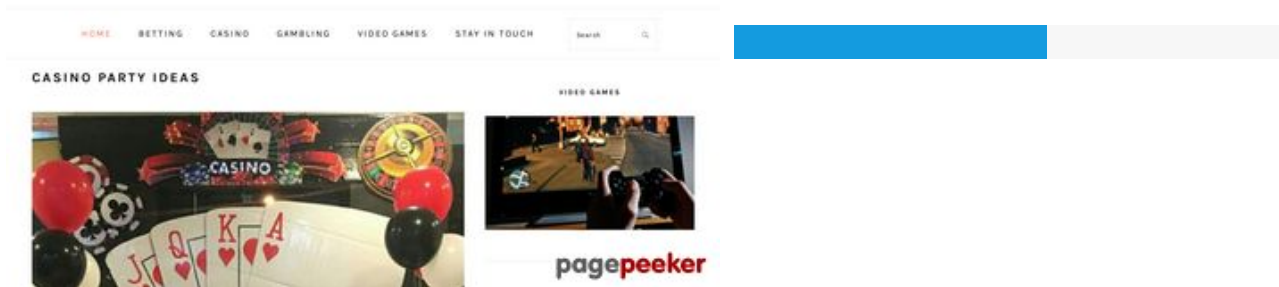 HOME BETTING CASINO GAMBLING VIDEO GAMES STAY IN TOUCH Search
CASINO PARTY IDEAS
VIDEO GAMES
CASINO
J Q K A
pagepeeker